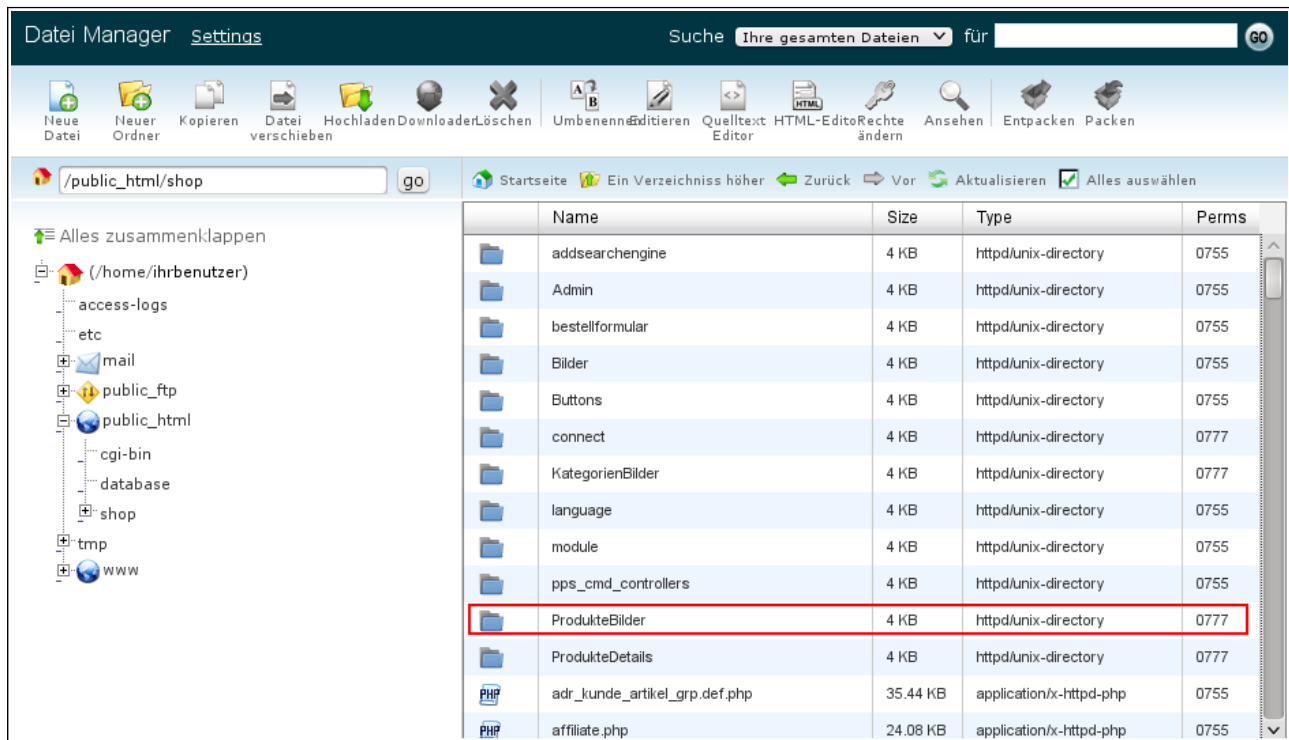 Datei Manager Settings Suche Ihre gesamten Dateien für GO
Neue Datei
Neuer Ordner
Kopieren
Datei verschieben
Hochladen
Downloader
Löschen
Umbenennen
Editieren
Quelltext Editor
HTML-Edito
Rechte ändern
Ansehen
Entpacken
Packen
/public_html/shop go
Startseite Ein Verzeichniss höher Zurück Vor Aktualisieren Alles auswählen
Alles zusammenklappen
(/home/ihrbenutzer)
access-logs
etc
mail
public_ftp
public_html
cgi-bin
database
shop
tmp
www
Name Size Type Perms
addsearchengine 4 KB httpd/unix-directory 0755
Admin 4 KB httpd/unix-directory 0755
bestellformular 4 KB httpd/unix-directory 0755
Bilder 4 KB httpd/unix-directory 0755
Buttons 4 KB httpd/unix-directory 0755
connect 4 KB httpd/unix-directory 0777
KategorienBilder 4 KB httpd/unix-directory 0777
language 4 KB httpd/unix-directory 0755
module 4 KB httpd/unix-directory 0755
pps_cmd_controllers 4 KB httpd/unix-directory 0755
ProdukteBilder 4 KB httpd/unix-directory 0777
ProdukteDetails 4 KB httpd/unix-directory 0777
PHP adr_kunde_artikel_grp.def.php 35.44 KB application/x-httpd-php 0755
PHP affiliate.php 24.08 KB application/x-httpd-php 0755